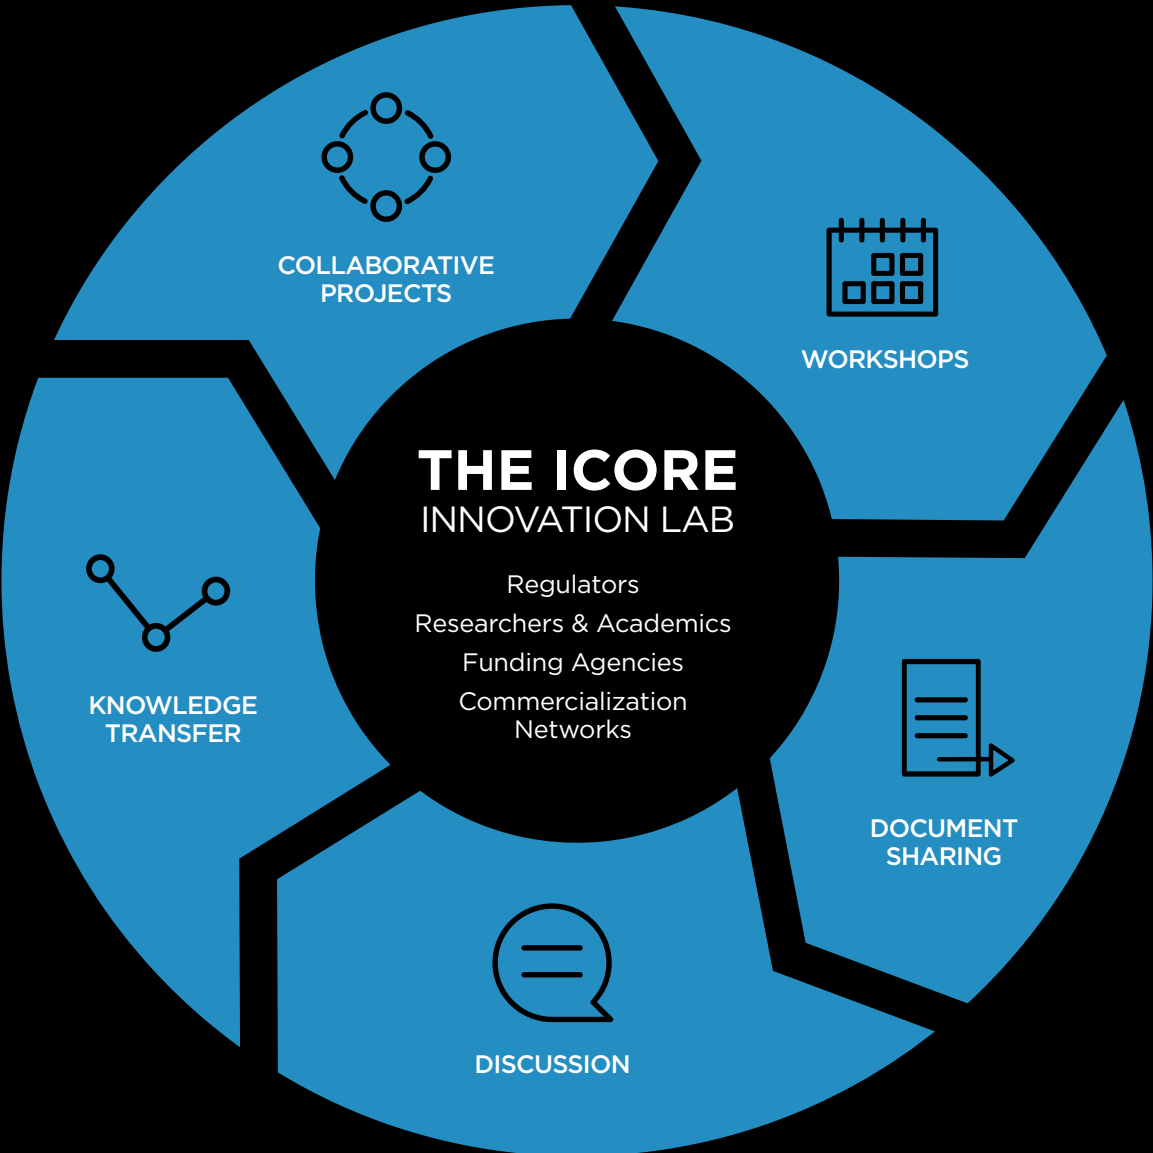 COLLABORATIVE
PROJECTS
WORKSHOPS
THE ICORE
INNOVATION LAB
Regulators
Researchers & Academics
Funding Agencies
Commercialization
Networks
KNOWLEDGE
TRANSFER
DOCUMENT
SHARING
DISCUSSION